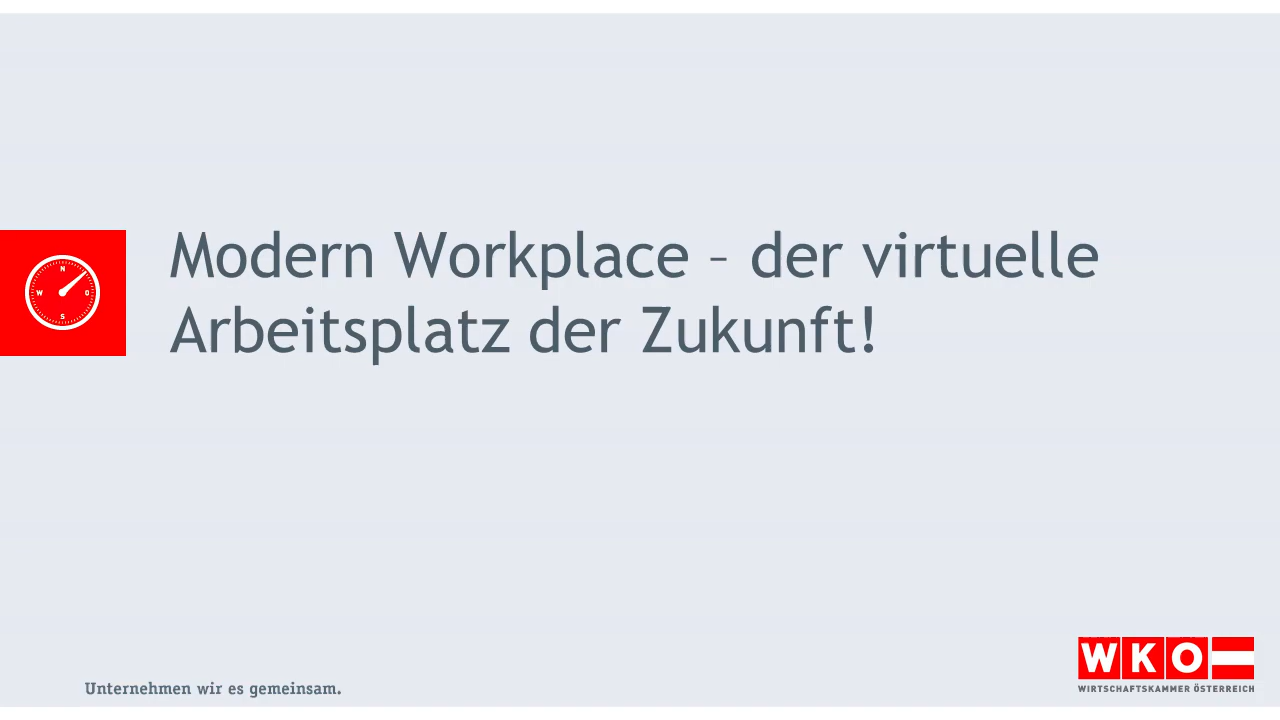 Modern Workplace – der virtuelle
Arbeitsplatz der Zukunft!
N
W O
S
Unternehmen wir es gemeinsam.
WKO
WIRTSCHAFTSKAMMER ÖSTERREICH